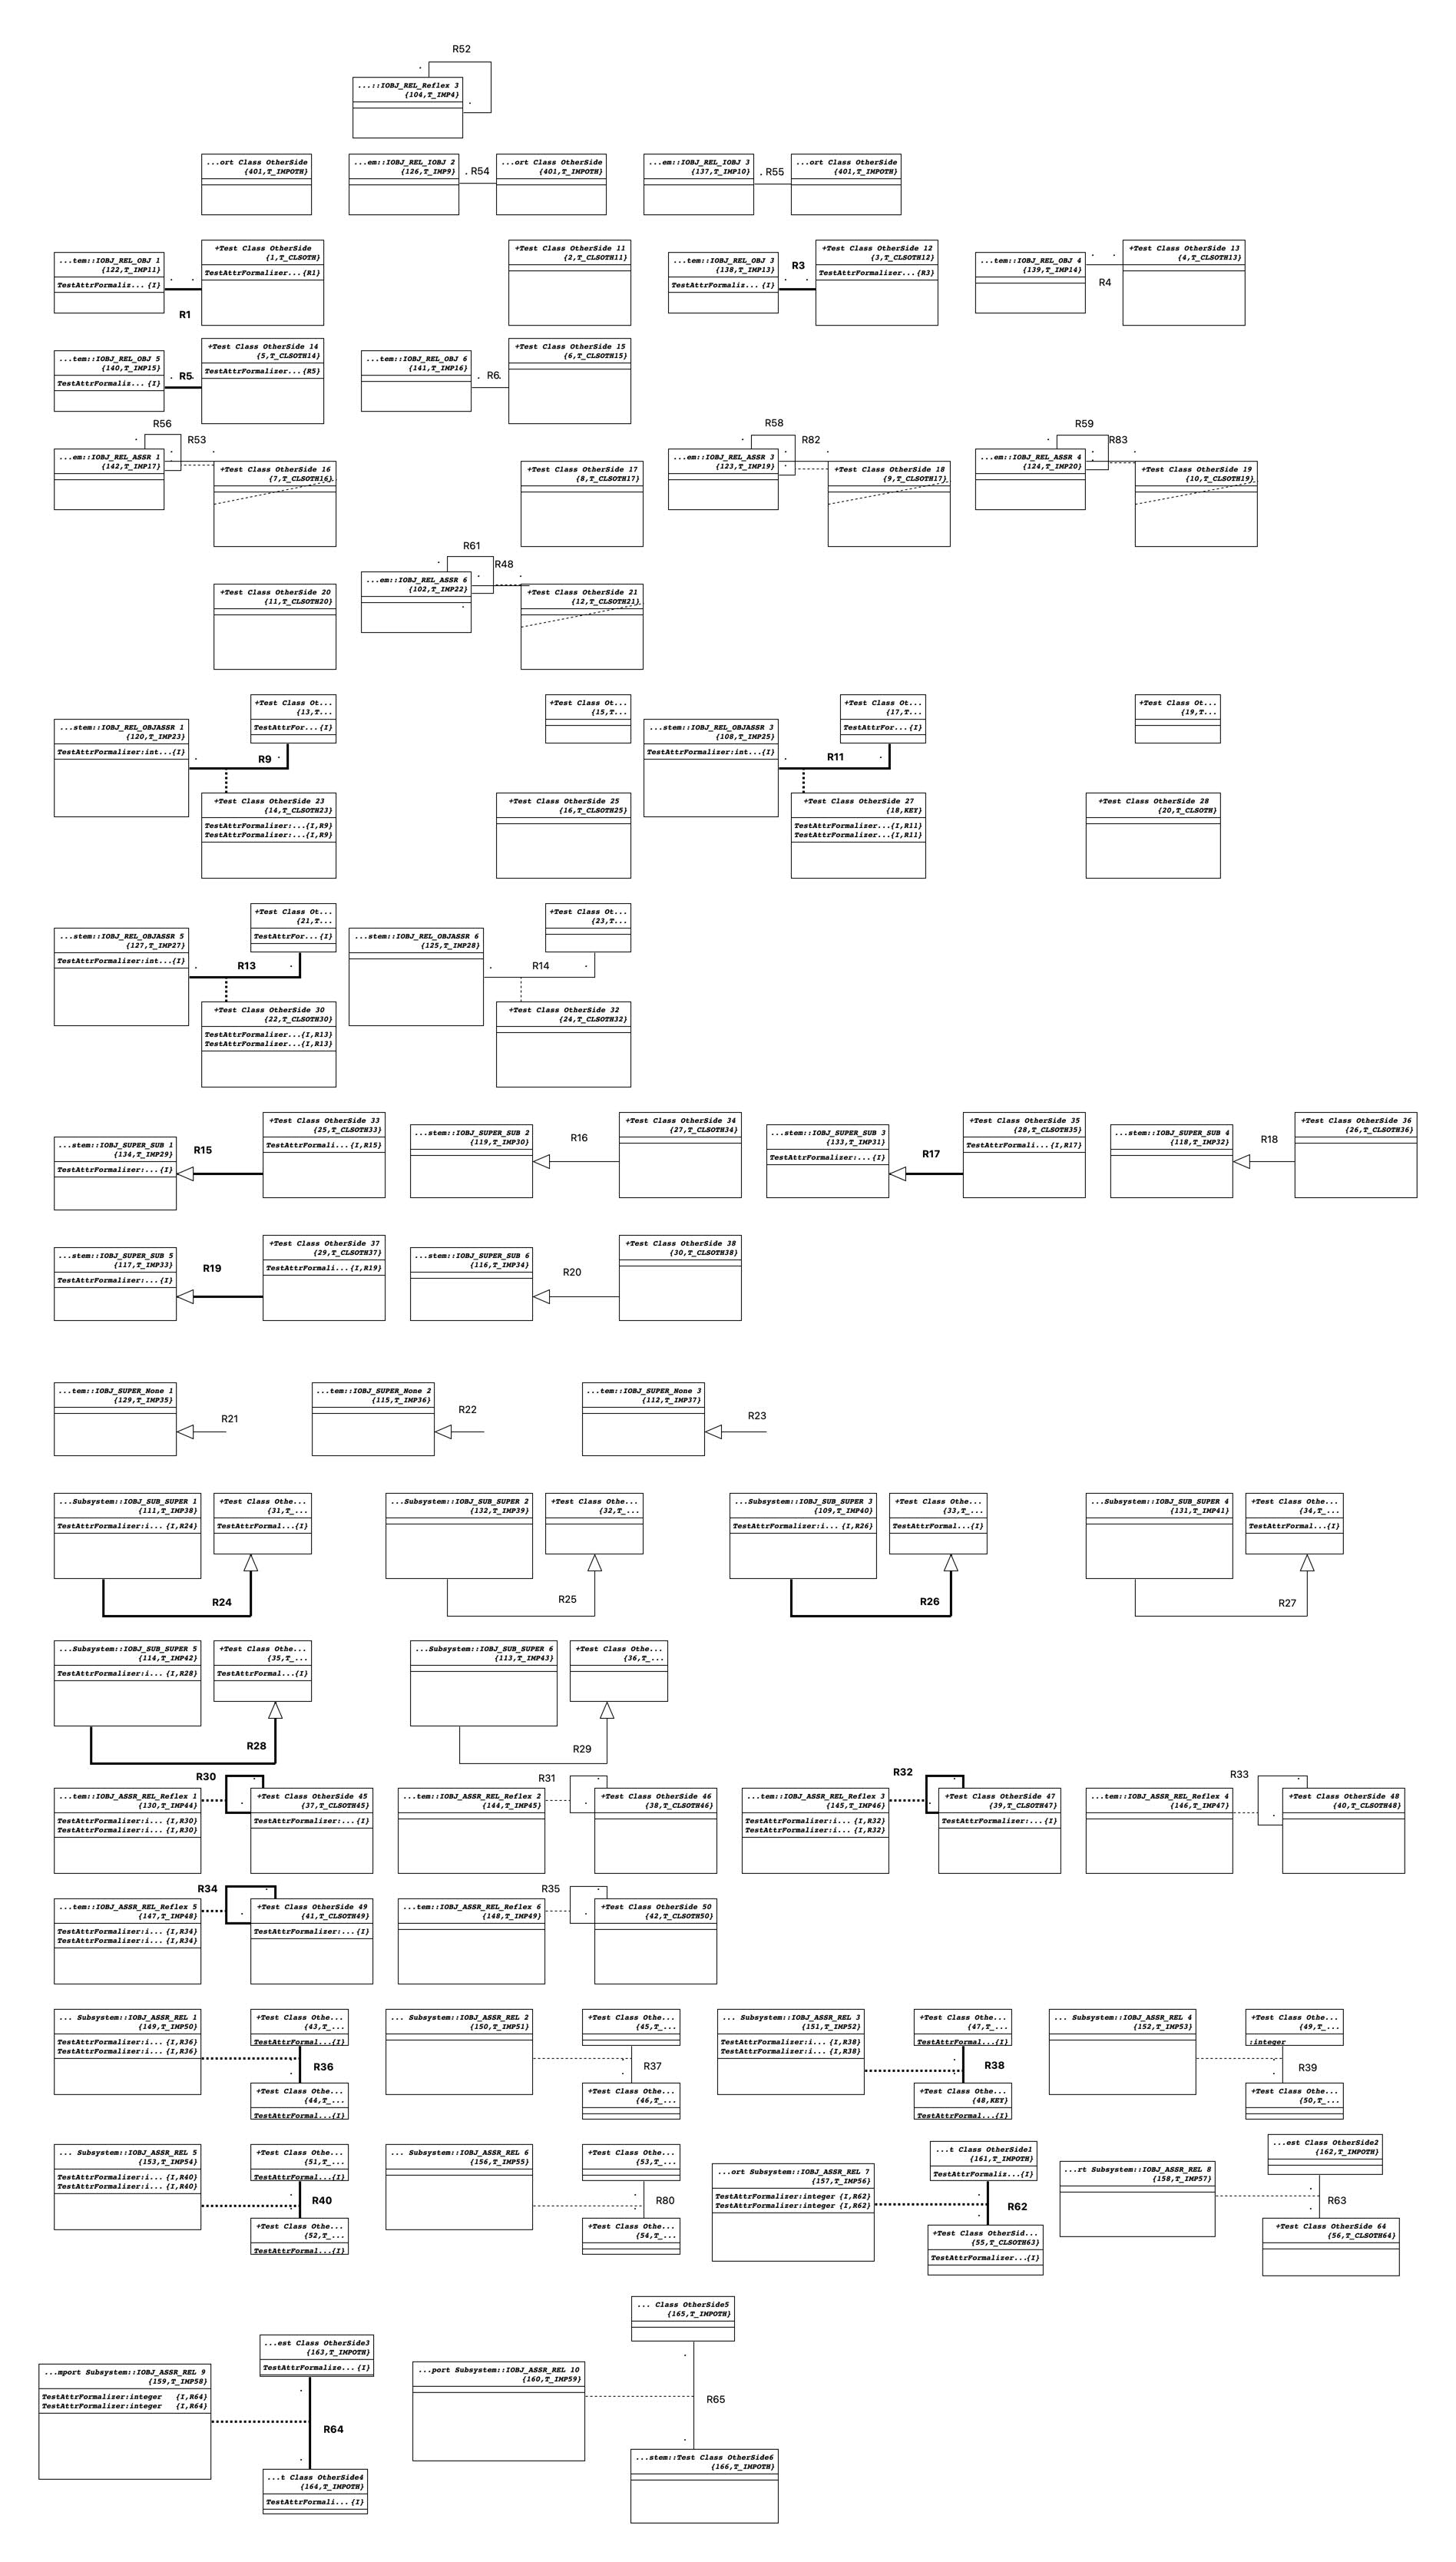 R52
...::IOBJ_REL_Reflex 3
{104,T_IMP4}
...ort Class OtherSide
{401,T_IMPOTH}
...em::IOBJ_REL_IOBJ 2
{126,T_IMP9}
R54
...ort Class OtherSide
{401,T_IMPOTH}
...em::IOBJ_REL_IOBJ 3
{137,T_IMP10}
R55
...ort Class OtherSide
{401,T_IMPOTH}
...tem::IOBJ_REL_OBJ 1
{122,T_IMP11}
TestAttrFormaliz... {I}
R1
+Test Class OtherSide
{1,T_CLSOTH}
TestAttrFormalizer... {R1}
+Test Class OtherSide 11
{2,T_CLSOTH11}
...tem::IOBJ_REL_OBJ 3
{138,T_IMP13}
TestAttrFormaliz... {I}
R3
+Test Class OtherSide 12
{3,T_CLSOTH12}
TestAttrFormalizer...{R3}
...tem::IOBJ_REL_OBJ 4
{139,T_IMP14}
R4
+Test Class OtherSide 13
{4,T_CLSOTH13}
...tem::IOBJ_REL_OBJ 5
{140,T_IMP15}
TestAttrFormaliz... {I}
R5
+Test Class OtherSide 14
{5,T_CLSOTH14}
TestAttrFormalizer...{R5}
...tem::IOBJ_REL_OBJ 6
{141,T_IMP16}
R6
+Test Class OtherSide 15
{6,T_CLSOTH15}
R56
R53
...em::IOBJ_REL_ASSR 1
{142,T_IMP17}
+Test Class OtherSide 16
{7,T_CLSOTH16}
+Test Class OtherSide 17
{8,T_CLSOTH17}
R58
R82
...em::IOBJ_REL_ASSR 3
{123,T_IMP19}
+Test Class OtherSide 18
{9,T_CLSOTH17}
R59
R83
...em::IOBJ_REL_ASSR 4
{124,T_IMP20}
+Test Class OtherSide 19
{10,T_CLSOTH19}
+Test Class OtherSide 20
{11,T_CLSOTH20}
R61
R48
...em::IOBJ_REL_ASSR 6
{102,T_IMP22}
+Test Class OtherSide 21
{12,T_CLSOTH21}
...stem::IOBJ_REL_OBJASSR 1
{120,T_IMP23}
TestAttrFormalizer:int...{I}
+Test Class Ot...
{13,T...
TestAttrFor...{I}
R9
+Test Class OtherSide 23
{14,T_CLSOTH23}
TestAttrFormalizer:...{I,R9}
TestAttrFormalizer:...{I,R9}
+Test Class Ot...
{15,T...
+Test Class OtherSide 25
{16,T_CLSOTH25}
...stem::IOBJ_REL_OBJASSR 3
{108,T_IMP25}
TestAttrFormalizer:int...{I}
+Test Class Ot...
{17,T...
TestAttrFor...{I}
R11
+Test Class OtherSide 27
{18,KEY}
TestAttrFormalizer...{I,R11}
TestAttrFormalizer...{I,R11}
+Test Class Ot...
{19,T...
+Test Class OtherSide 28
{20,T_CLSOTH}
...stem::IOBJ_REL_OBJASSR 5
{127,T_IMP27}
TestAttrFormalizer:int...{I}
+Test Class Ot...
{21,T...
TestAttrFor...{I}
R13
+Test Class OtherSide 30
{22,T_CLSOTH30}
TestAttrFormalizer...{I,R13}
TestAttrFormalizer...{I,R13}
...stem::IOBJ_REL_OBJASSR 6
{125,T_IMP28}
+Test Class Ot...
{23,T...
R14
+Test Class OtherSide 32
{24,T_CLSOTH32}
...stem::IOBJ_SUPER_SUB 1
{134,T_IMP29}
TestAttrFormalizer:...{I}
R15
+Test Class OtherSide 33
{25,T_CLSOTH33}
TestAttrFormali...{I,R15}
...stem::IOBJ_SUPER_SUB 2
{119,T_IMP30}
R16
+Test Class OtherSide 34
{27,T_CLSOTH34}
...stem::IOBJ_SUPER_SUB 3
{133,T_IMP31}
TestAttrFormalizer:...{I}
R17
+Test Class OtherSide 35
{28,T_CLSOTH35}
TestAttrFormali...{I,R17}
...stem::IOBJ_SUPER_SUB 4
{118,T_IMP32}
R18
+Test Class OtherSide 36
{26,T_CLSOTH36}
...stem::IOBJ_SUPER_SUB 5
{117,T_IMP33}
TestAttrFormalizer:...{I}
R19
+Test Class OtherSide 37
{29,T_CLSOTH37}
TestAttrFormali...{I,R19}
...stem::IOBJ_SUPER_SUB 6
{116,T_IMP34}
R20
+Test Class OtherSide 38
{30,T_CLSOTH38}
...tem::IOBJ_SUPER_None 1
{129,T_IMP35}
R21
...tem::IOBJ_SUPER_None 2
{115,T_IMP36}
R22
...tem::IOBJ_SUPER_None 3
{112,T_IMP37}
R23
...Subsystem::IOBJ_SUB_SUPER 1
{111,T_IMP38}
TestAttrFormalizer:i... {I,R24}
+Test Class Othe...
{31,T_...
TestAttrFormal...{I}
R24
...Subsystem::IOBJ_SUB_SUPER 2
{132,T_IMP39}
+Test Class Othe...
{32,T_...
R25
...Subsystem::IOBJ_SUB_SUPER 3
{109,T_IMP40}
TestAttrFormalizer:i... {I,R26}
+Test Class Othe...
{33,T_...
TestAttrFormal...{I}
R26
...Subsystem::IOBJ_SUB_SUPER 4
{131,T_IMP41}
+Test Class Othe...
{34,T_...
TestAttrFormal...{I}
R27
...Subsystem::IOBJ_SUB_SUPER 5
{114,T_IMP42}
TestAttrFormalizer:i... {I,R28}
+Test Class Othe...
{35,T_...
TestAttrFormal...{I}
R28
...Subsystem::IOBJ_SUB_SUPER 6
{113,T_IMP43}
+Test Class Othe...
{36,T_...
R29
R30
...tem::IOBJ_ASSR_REL_Reflex 1
{130,T_IMP44}
TestAttrFormalizer:i... {I,R30}
TestAttrFormalizer:i... {I,R30}
+Test Class OtherSide 45
{37,T_CLSOTH45}
TestAttrFormalizer:...{I}
R31
...tem::IOBJ_ASSR_REL_Reflex 2
{144,T_IMP45}
+Test Class OtherSide 46
{38,T_CLSOTH46}
R32
...tem::IOBJ_ASSR_REL_Reflex 3
{145,T_IMP46}
TestAttrFormalizer:i... {I,R32}
TestAttrFormalizer:i... {I,R32}
+Test Class OtherSide 47
{39,T_CLSOTH47}
TestAttrFormalizer:...{I}
R33
...tem::IOBJ_ASSR_REL_Reflex 4
{146,T_IMP47}
+Test Class OtherSide 48
{40,T_CLSOTH48}
R34
...tem::IOBJ_ASSR_REL_Reflex 5
{147,T_IMP48}
TestAttrFormalizer:i... {I,R34}
TestAttrFormalizer:i... {I,R34}
+Test Class OtherSide 49
{41,T_CLSOTH49}
TestAttrFormalizer:...{I}
R35
...tem::IOBJ_ASSR_REL_Reflex 6
{148,T_IMP49}
+Test Class OtherSide 50
{42,T_CLSOTH50}
... Subsystem::IOBJ_ASSR_REL 1
{149,T_IMP50}
TestAttrFormalizer:i... {I,R36}
TestAttrFormalizer:i... {I,R36}
+Test Class Othe...
{43,T_...
TestAttrFormal...{I}
R36
+Test Class Othe...
{44,T_...
TestAttrFormal...{I}
... Subsystem::IOBJ_ASSR_REL 2
{150,T_IMP51}
+Test Class Othe...
{45,T_...
R37
+Test Class Othe...
{46,T_...
... Subsystem::IOBJ_ASSR_REL 3
{151,T_IMP52}
TestAttrFormalizer:i... {I,R38}
TestAttrFormalizer:i... {I,R38}
+Test Class Othe...
{47,T_...
TestAttrFormal...{I}
R38
+Test Class Othe...
{48,KEY}
TestAttrFormal...{I}
... Subsystem::IOBJ_ASSR_REL 4
{152,T_IMP53}
+Test Class Othe...
{49,T_...
:integer
R39
+Test Class Othe...
{50,T_...
... Subsystem::IOBJ_ASSR_REL 5
{153,T_IMP54}
TestAttrFormalizer:i... {I,R40}
TestAttrFormalizer:i... {I,R40}
+Test Class Othe...
{51,T_...
TestAttrFormal...{I}
R40
+Test Class Othe...
{52,T_...
TestAttrFormal...{I}
... Subsystem::IOBJ_ASSR_REL 6
{156,T_IMP55}
+Test Class Othe...
{53,T_...
R80
+Test Class Othe...
{54,T_...
...ort Subsystem::IOBJ_ASSR_REL 7
{157,T_IMP56}
TestAttrFormalizer:integer {I,R62}
TestAttrFormalizer:integer {I,R62}
...t Class OtherSide1
{161,T_IMPOTH}
TestAttrFormaliz...{I}
R62
+Test Class OtherSid...
{55,T_CLSOTH63}
TestAttrFormalizer...{I}
...rt Subsystem::IOBJ_ASSR_REL 8
{158,T_IMP57}
...est Class OtherSide2
{162,T_IMPOTH}
R63
+Test Class OtherSide 64
{56,T_CLSOTH64}
...mport Subsystem::IOBJ_ASSR_REL 9
{159,T_IMP58}
TestAttrFormalizer:integer {I,R64}
TestAttrFormalizer:integer {I,R64}
...est Class OtherSide3
{163,T_IMPOTH}
TestAttrFormalize... {I}
R64
...t Class OtherSide4
{164,T_IMPOTH}
TestAttrFormali... {I}
...port Subsystem::IOBJ_ASSR_REL 10
{160,T_IMP59}
... Class OtherSide5
{165,T_IMPOTH}
R65
...stem::Test Class OtherSide6
{166,T_IMPOTH}